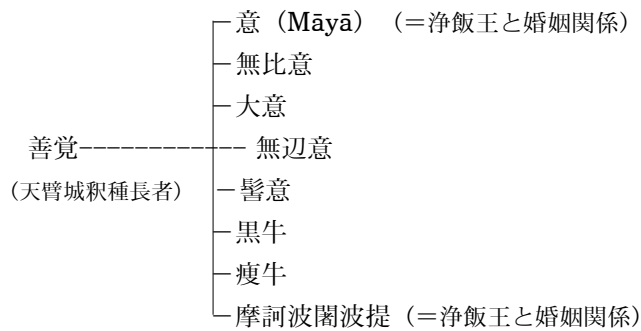 意（Māyā）（＝浄飯王と婚姻関係）
無比意
大意
善覚 無辺意
（天臂城釈種長者） 髻意
黒牛
痩牛
摩訶波闍波提（＝浄飯王と婚姻関係）